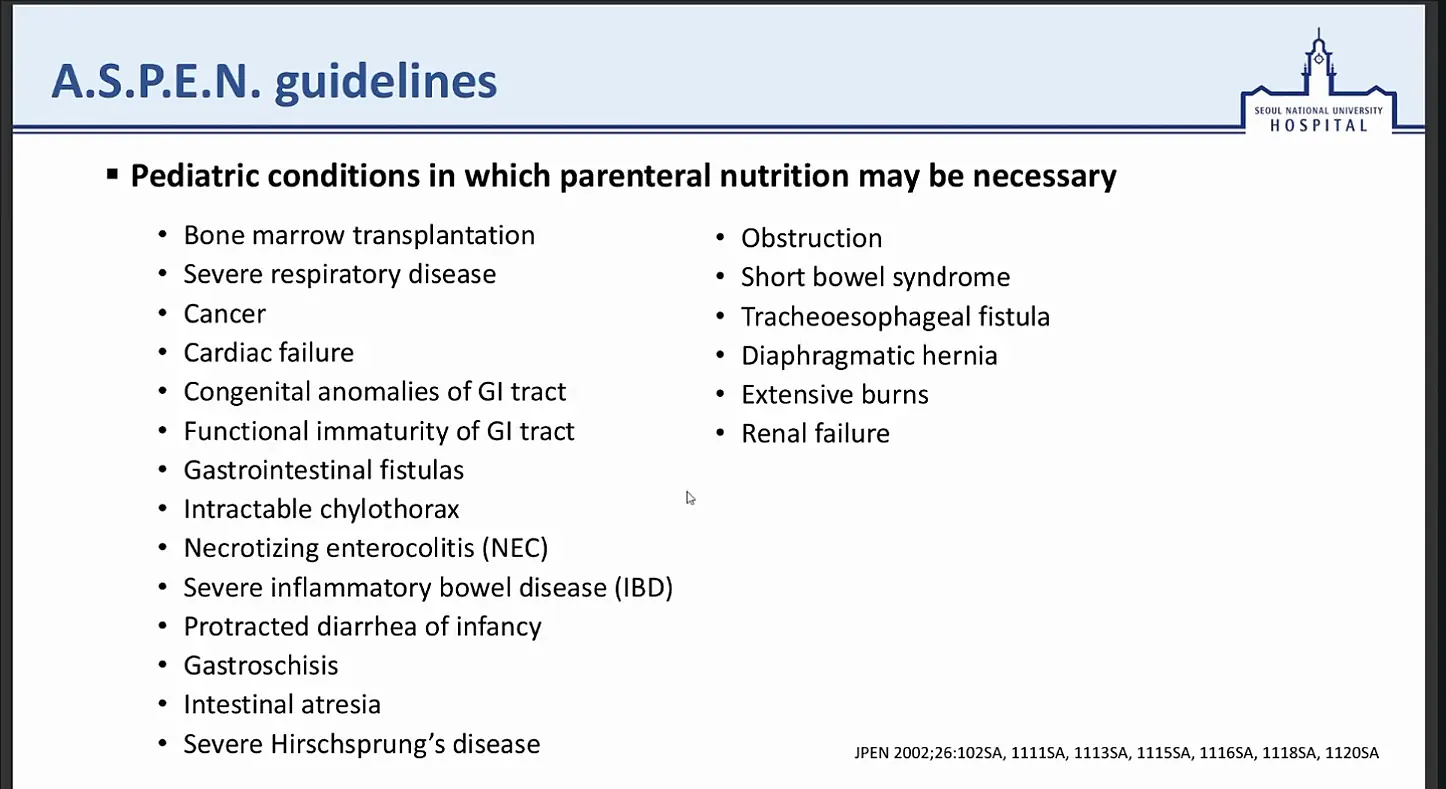 A.S.P.E.N. guidelines
SEOUL NATIONAL UNIVERSITY
HOSPITAL
▪ Pediatric conditions in which parenteral nutrition may be necessary
• Bone marrow transplantation
• Severe respiratory disease
• Cancer
• Cardiac failure
• Congenital anomalies of GI tract
• Functional immaturity of GI tract
• Gastrointestinal fistulas
• Intractable chylothorax
• Necrotizing enterocolitis (NEC)
• Severe inflammatory bowel disease (IBD)
• Protracted diarrhea of infancy
• Gastroschisis
• Intestinal atresia
• Severe Hirschsprung’s disease
• Obstruction
• Short bowel syndrome
• Tracheoesophageal fistula
• Diaphragmatic hernia
• Extensive burns
• Renal failure
JPEN 2002;26:102SA, 1111SA, 1113SA, 1115SA, 1116SA, 1118SA, 1120SA